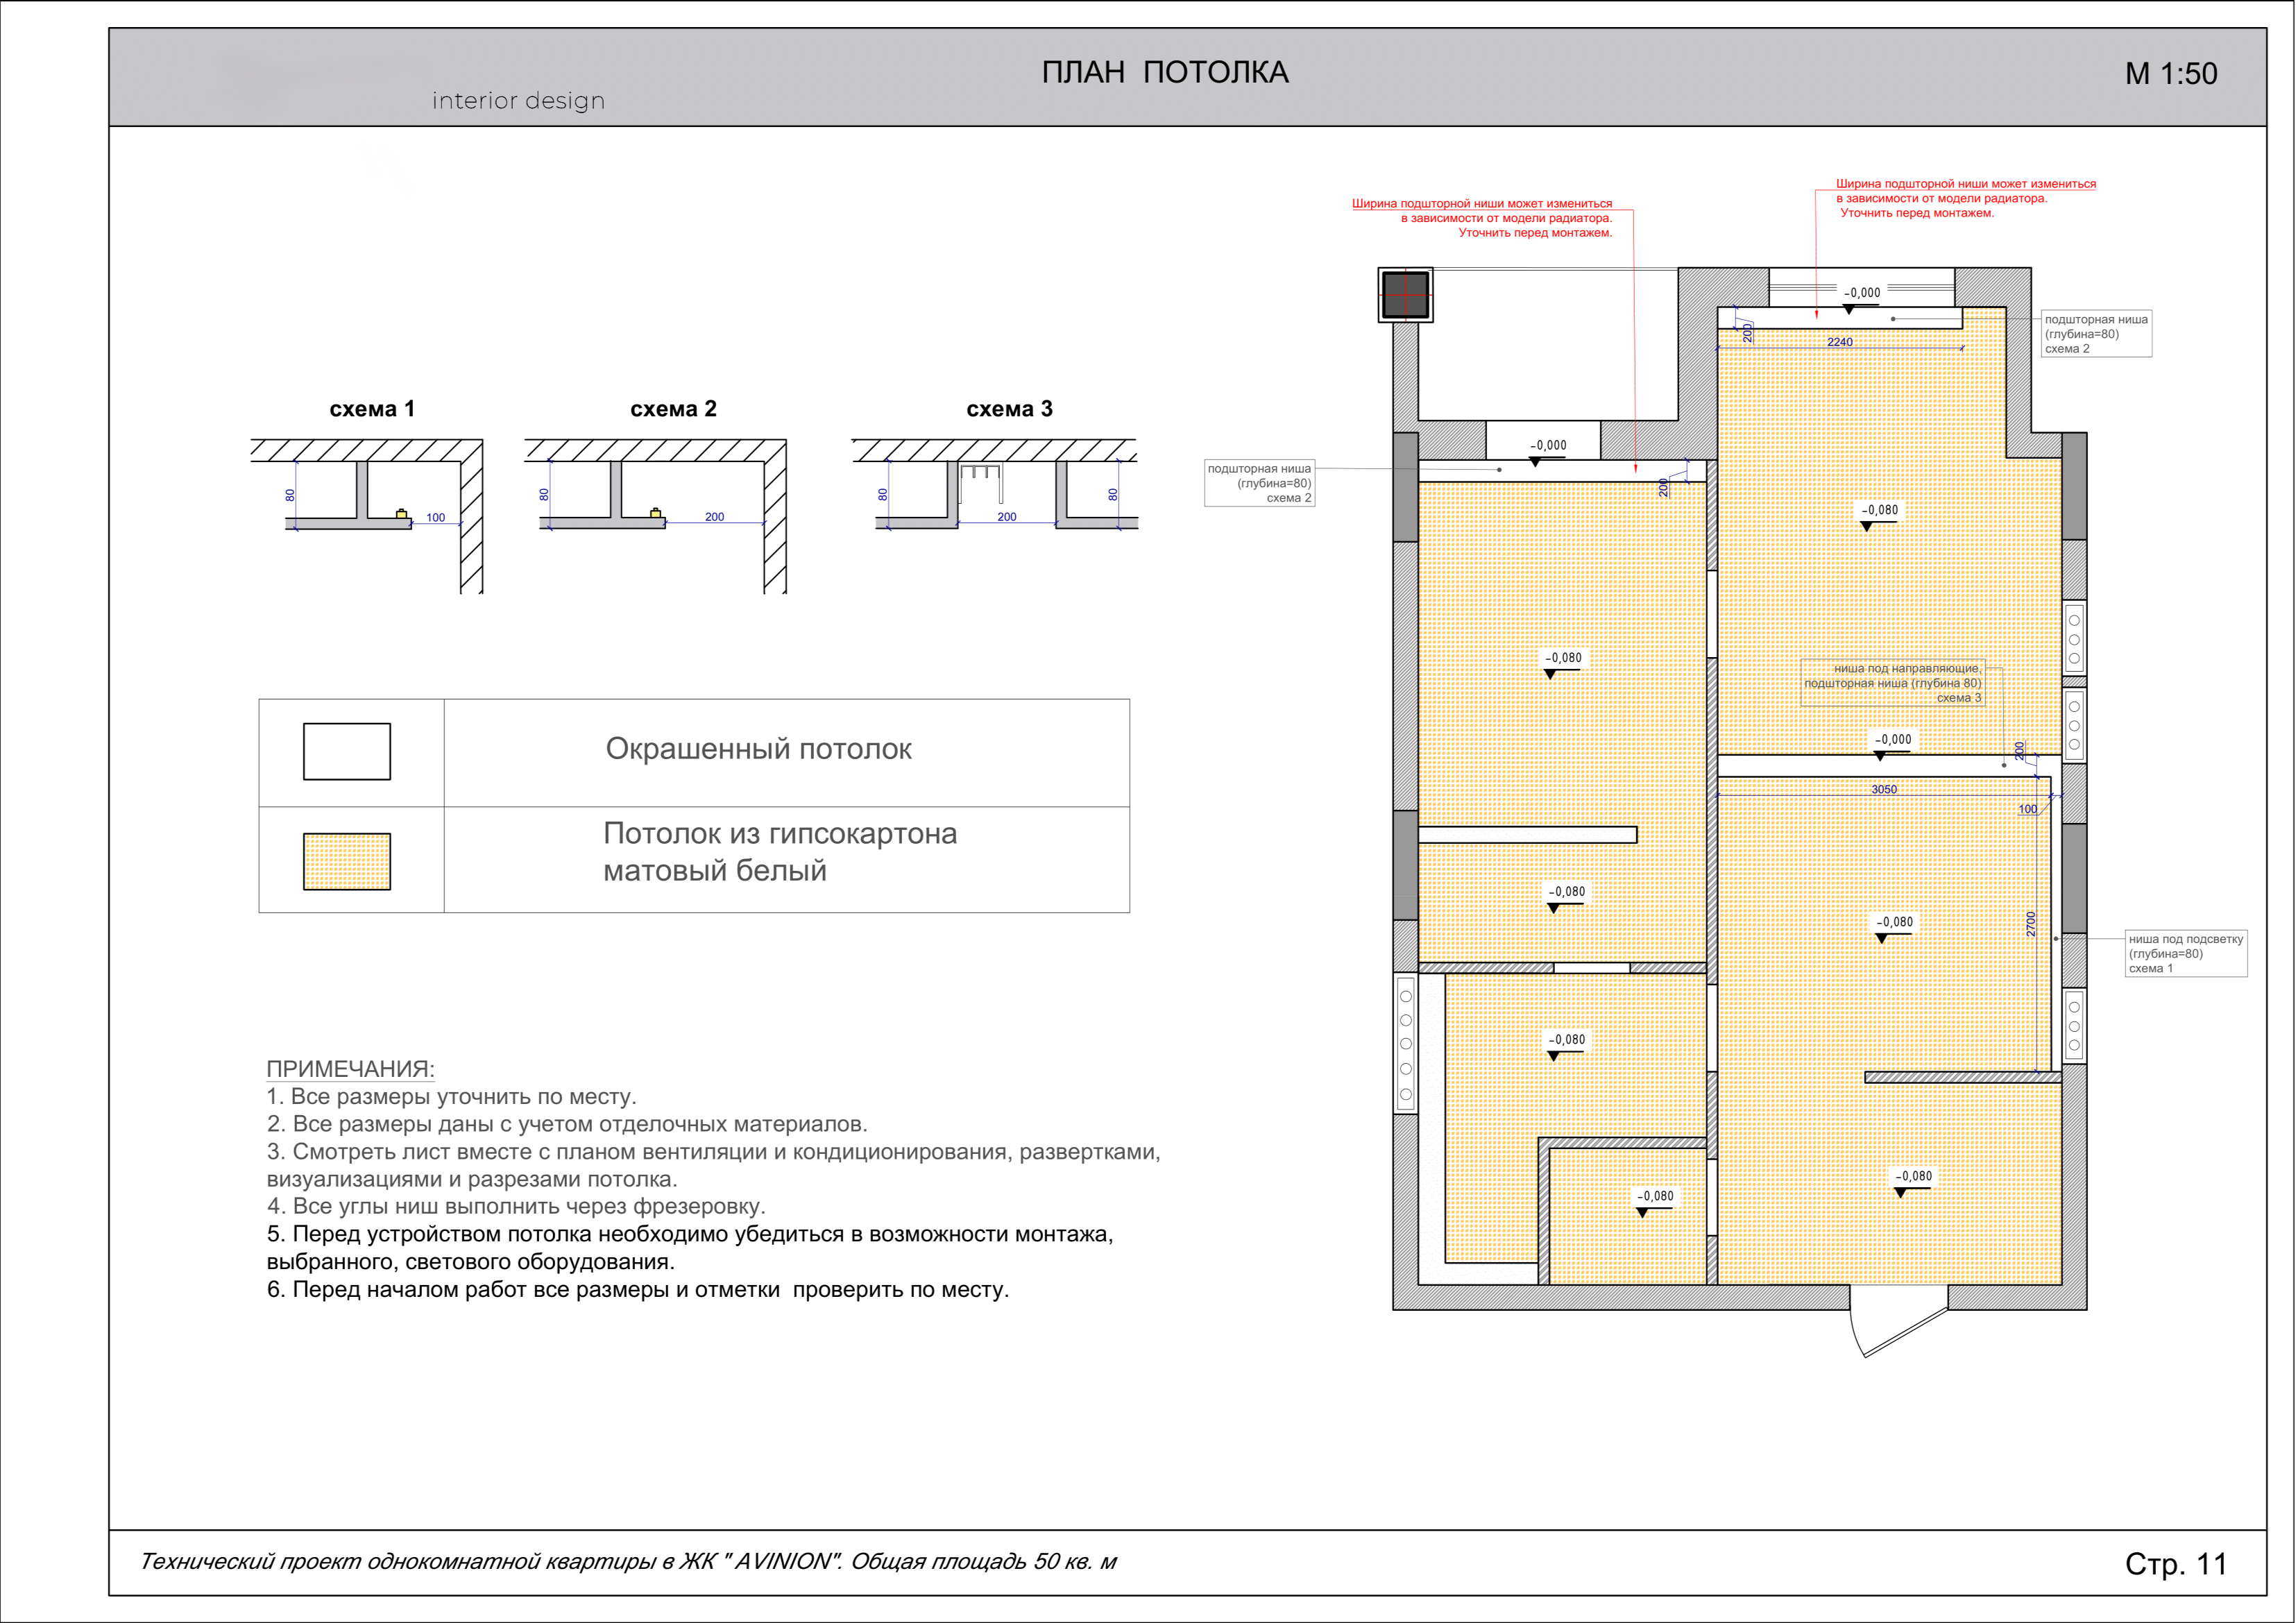 ПЛАН ПОТОЛКА
М 1:50
interior design
Ширина подшторной ниши может измениться
в зависимости от модели радиатора.
Уточнить перед монтажем.
Ширина подшторной ниши может измениться
в зависимости от модели радиатора.
Уточнить перед монтажем.
-0,000
200
2240
подшторная ниша
(глубина=80)
схема 2
схема 1
80
100
схема 2
80
200
схема 3
80
200
80
подшторная ниша
(глубина=80)
схема 2
-0,000
200
-0,080
-0,080
ниша под направляющие,
подшторная ниша (глубина 80)
схема 3
-0,000
200
3050
100
Окрашенный потолок
Потолок из гипсокартона
матовый белый
-0,080
-0,080
2700
ниша под подсветку
(глубина=80)
схема 1
-0,080
-0,080
-0,080
ПРИМЕЧАНИЯ:
1. Все размеры уточнить по месту.
2. Все размеры даны с учетом отделочных материалов.
3. Смотреть лист вместе с планом вентиляции и кондиционирования, развертками,
визуализациями и разрезами потолка.
4. Все углы ниш выполнить через фрезеровку.
5. Перед устройством потолка необходимо убедиться в возможности монтажа,
выбранного, светового оборудования.
6. Перед началом работ все размеры и отметки проверить по месту.
Технический проект однокомнатной квартиры в ЖК " AVINION". Общая площадь 50 кв. м
Стр. 11